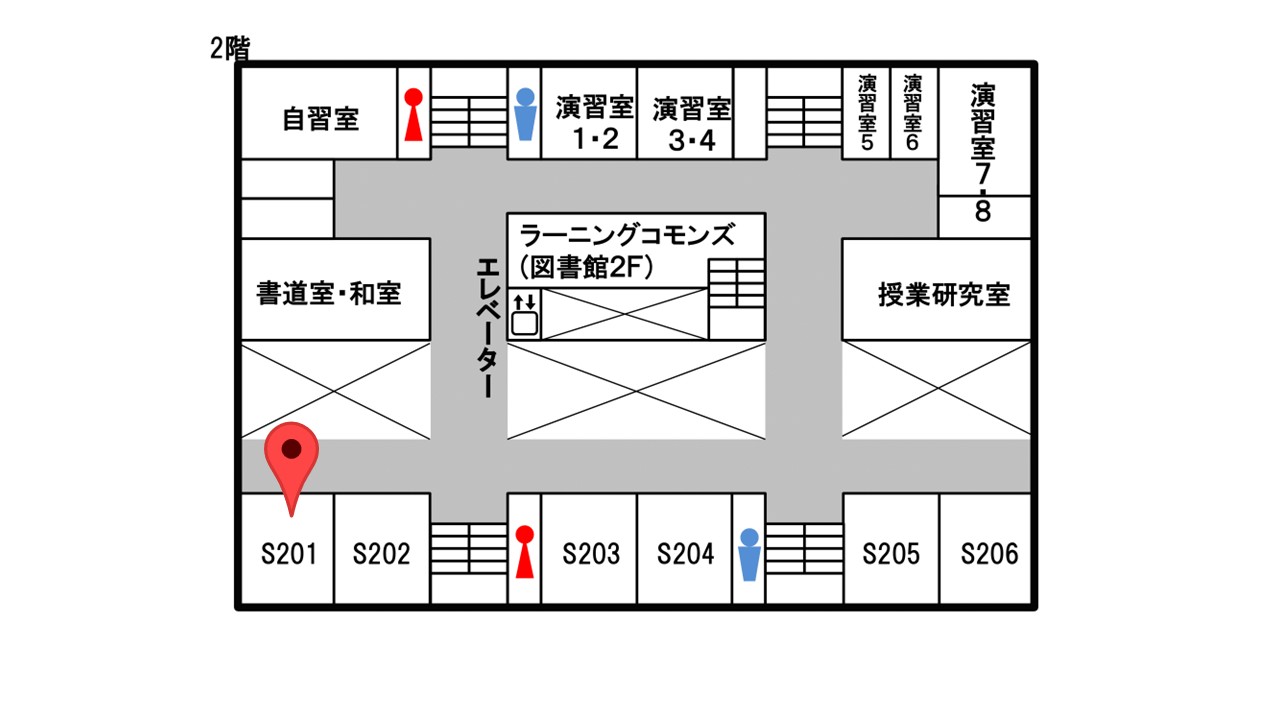 2階
自習室
演習室
1・2
演習室
3・4
演習室5
演習室6
演習室7・8
ラーニングコモンズ
(図書館2F)
エレベーター
書道室・和室
授業研究室
S201
S202
S203
S204
S205
S206